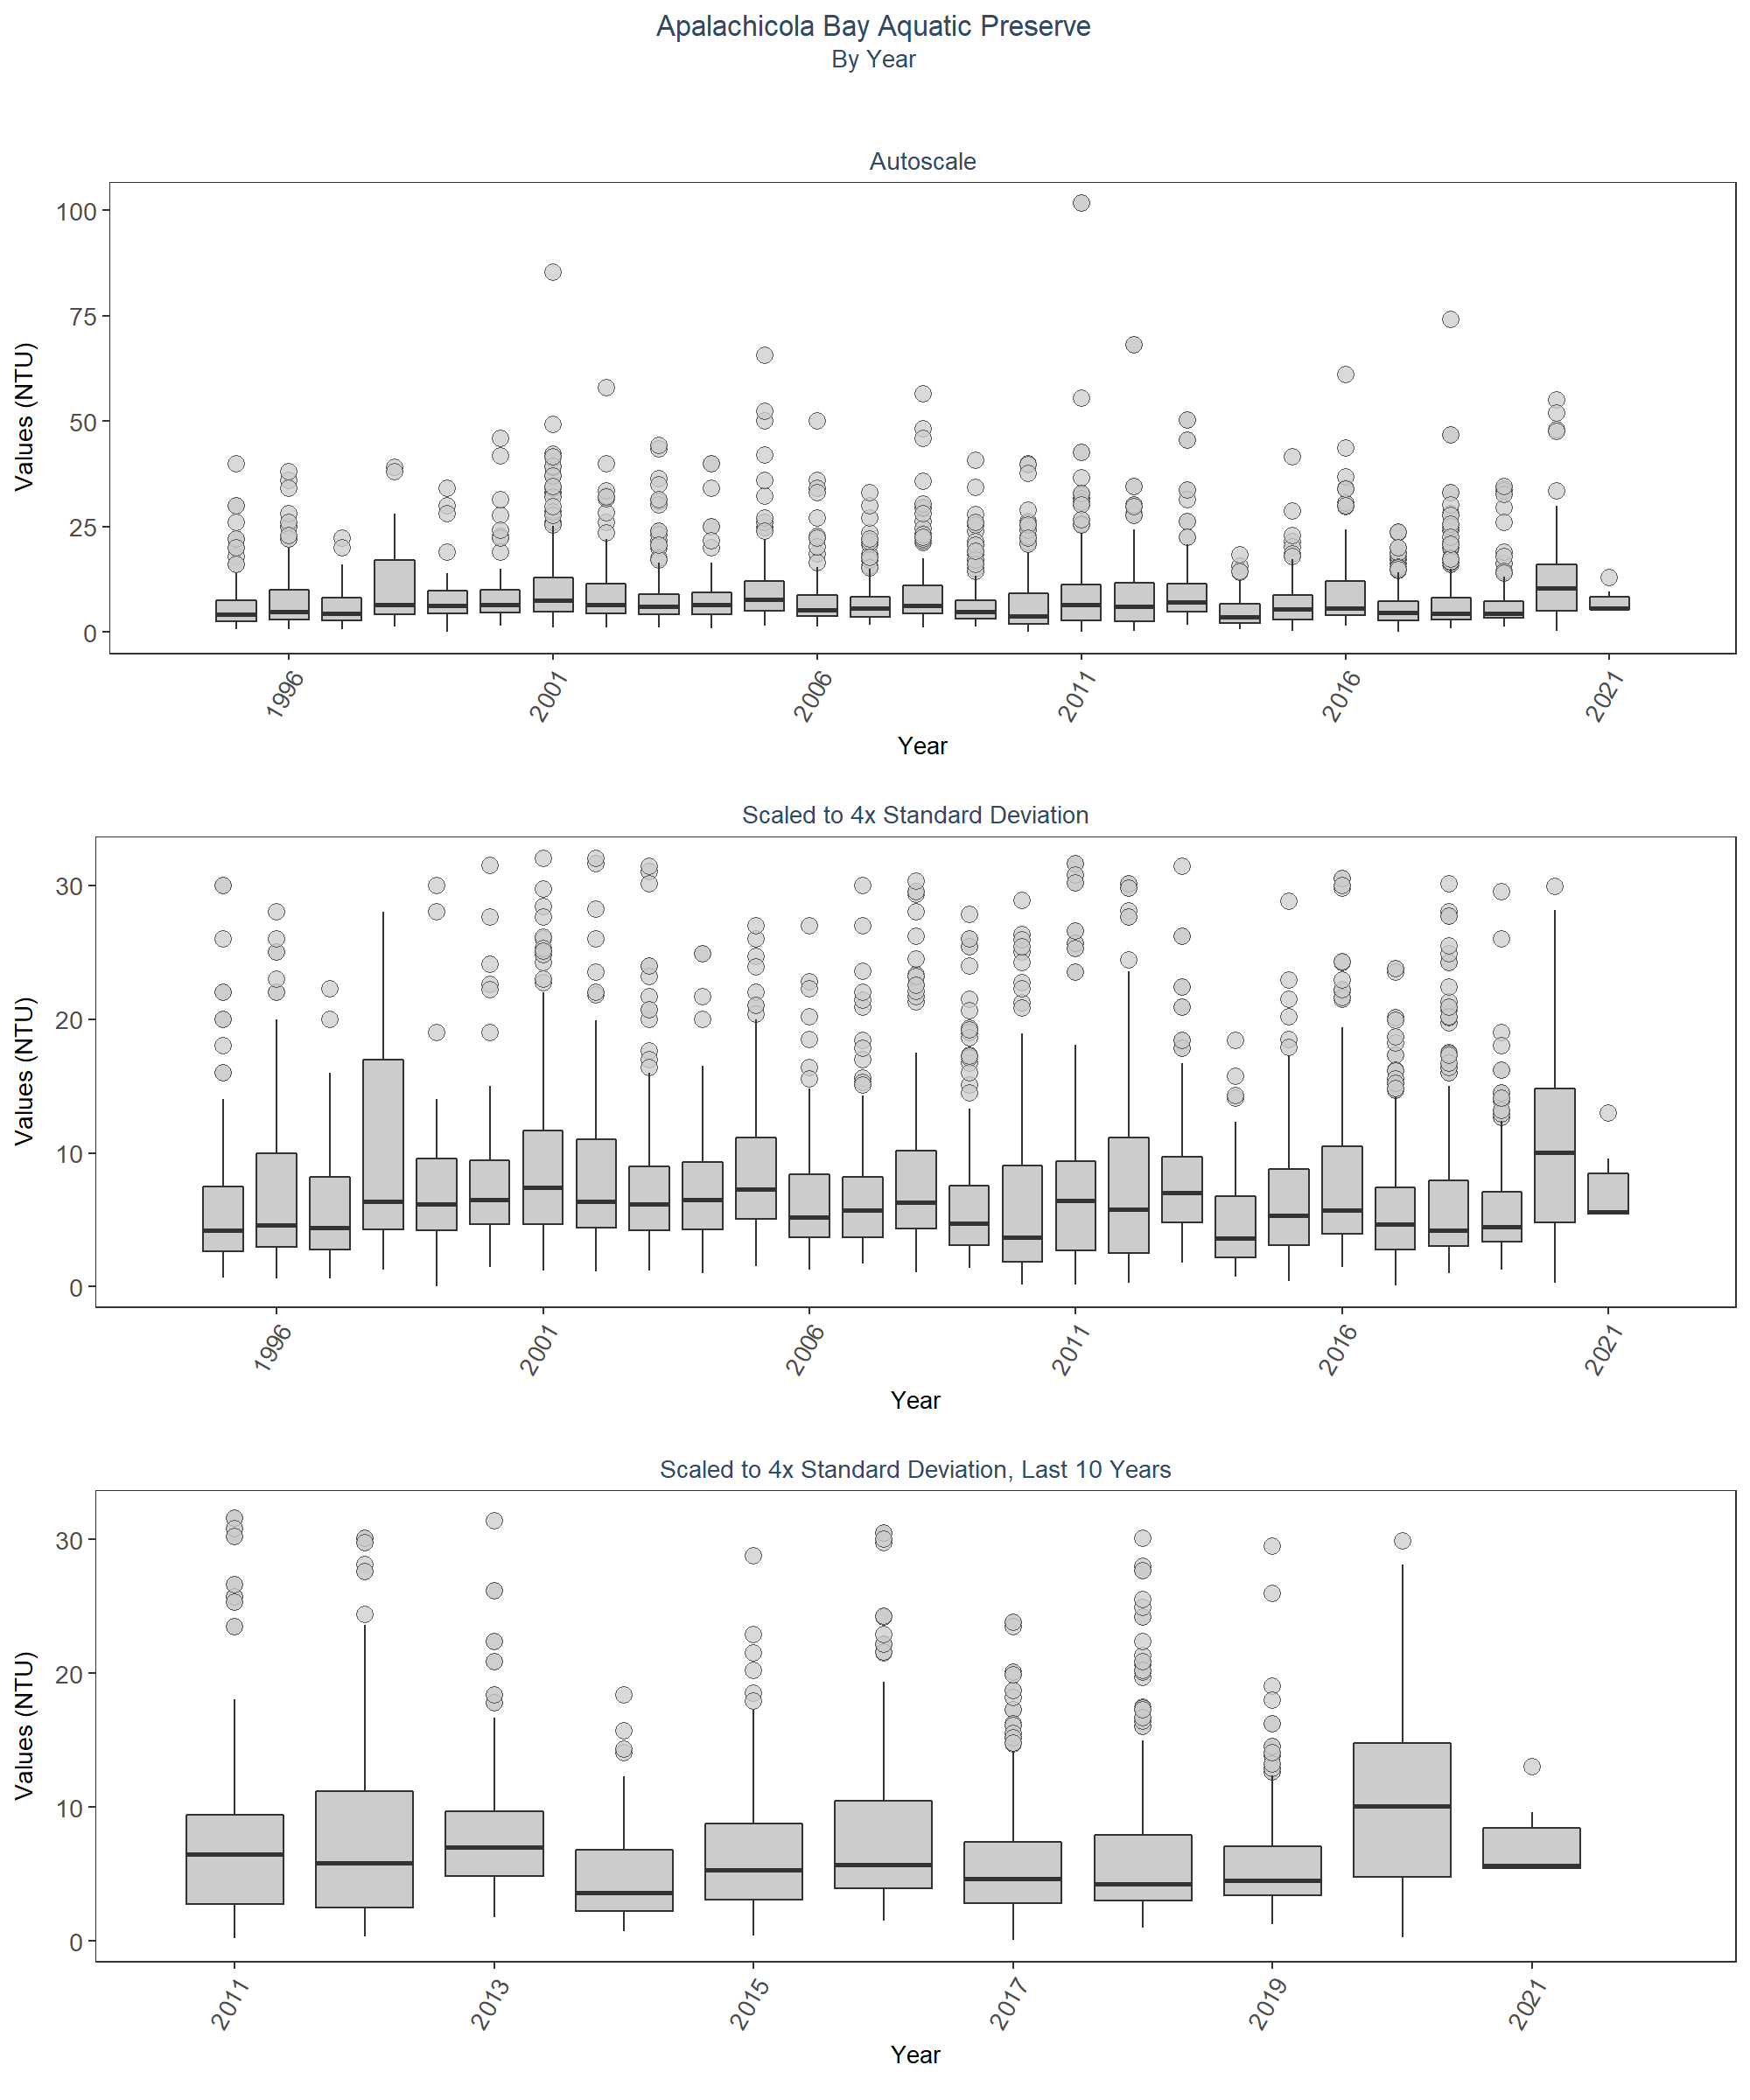 Apalachicola Bay Aquatic Preserve
By Year
Autoscale
100
75
50
25
0
Values (NTU)
1996
2001
2006
2011
2016
2021
Year
Scaled to 4x Standard Deviation
30
20
10
0
Values (NTU)
1996
2001
2006
2011
2016
2021
Year
Scaled to 4x Standard Deviation, Last 10 Years
30
20
10
0
Values (NTU)
2011
2013
2015
2017
2019
2021
Year